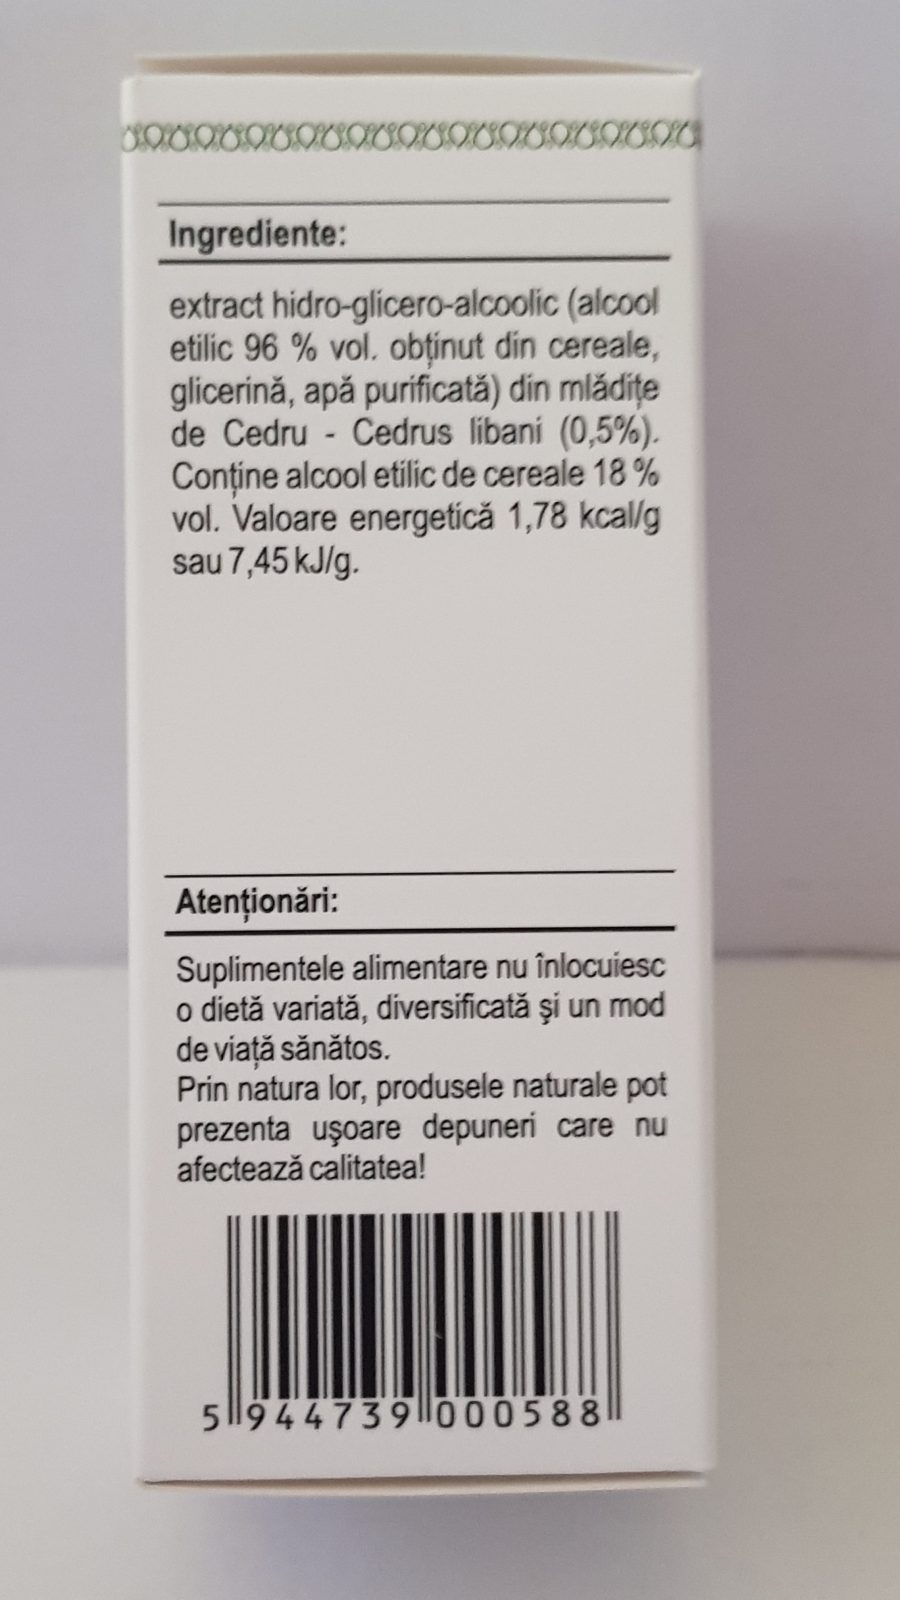 Ingrediente:
extract hidro-glicero-alcoolic (alcool
etilic 96 % vol. obținut din cereale,
glicerină, apă purificată) din mlădițe
de Cedru - Cedrus libani (0,5%).
Conține alcool etilic de cereale 18 %
vol. Valoare energetică 1,78 kcal/g
sau 7,45 kJ/g.
Atenționări:
Suplimentele alimentare nu înlocuiesc
o dietă variată, diversificată şi un mod
de viață sănătos.
Prin natura lor, produsele naturale pot
prezenta uşoare depuneri care nu
afectează calitatea!
5 944739 000588